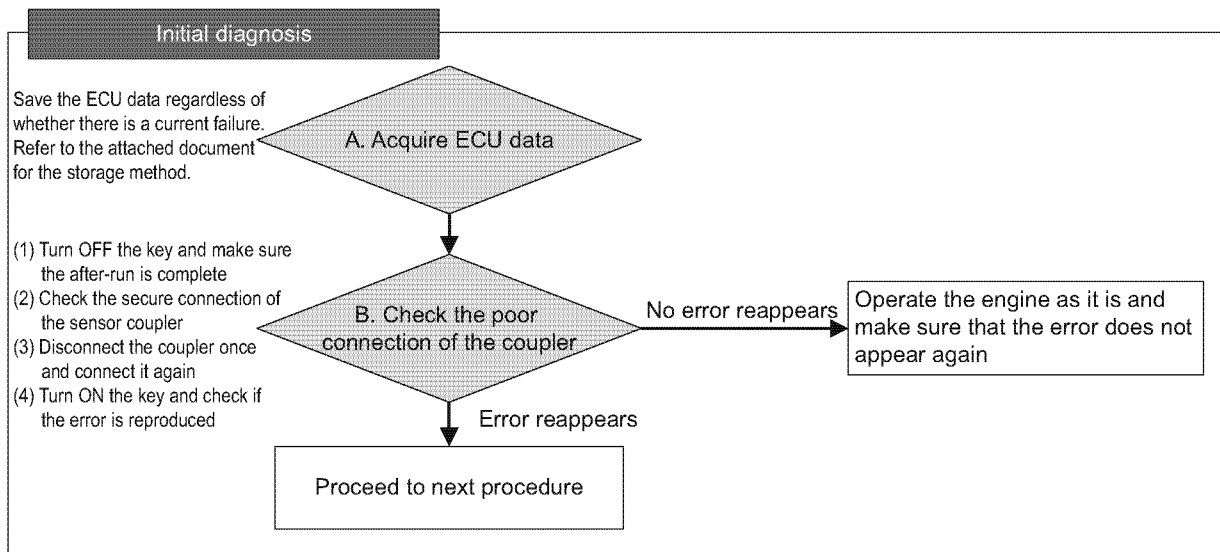 Initial diagnosis
Save the ECU data regardless of
whether there is a current failure.
Refer to the attached document
for the storage method.
A. Acquire ECU data
(1) Turn OFF the key and make sure
the after-run is complete
(2) Check the secure connection of
the sensor coupler
(3) Disconnect the coupler once
and connect it again
(4) Turn ON the key and check if
the error is reproduced
B. Check the poor
connection of the coupler
No error reappears
Operate the engine as it is and
make sure that the error does not
appear again
Error reappears
Proceed to next procedure